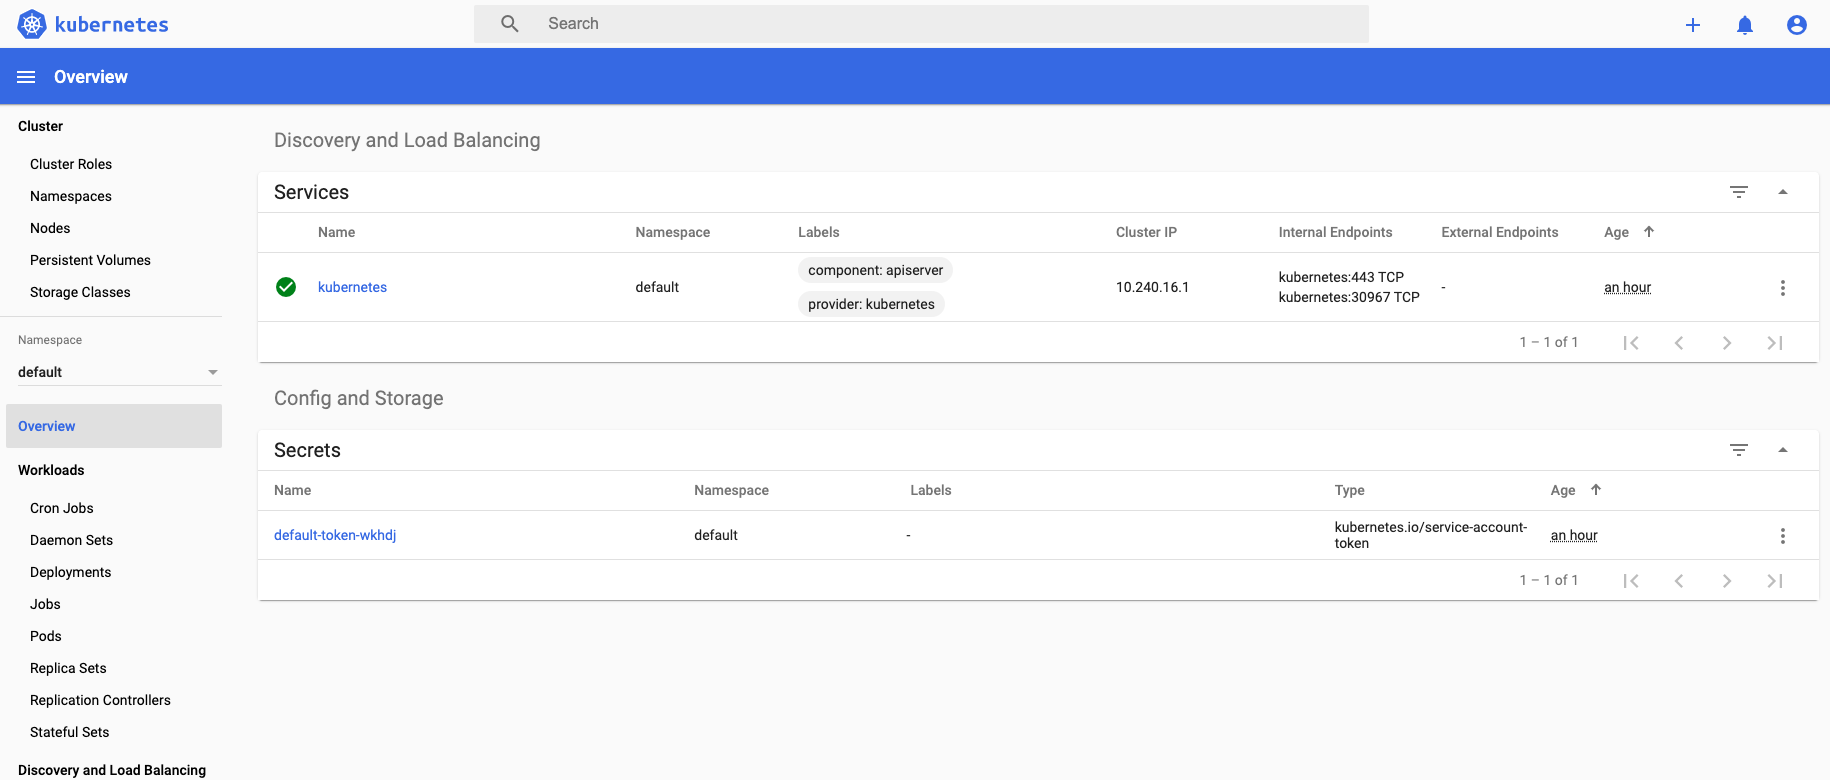 kubernetes
Search
Overview
Cluster
Cluster Roles
Namespaces
Nodes
Persistent Volumes
Storage Classes
Namespace
default
Overview
Workloads
Cron Jobs
Daemon Sets
Deployments
Jobs
Pods
Replica Sets
Replication Controllers
Stateful Sets
Discovery and Load Balancing
Discovery and Load Balancing
Services
Name Namespace Labels Cluster IP Internal Endpoints External Endpoints Age
kubernetes default component: apiserver provider: kubernetes 10.240.16.1 kubernetes:443 TCP kubernetes:30967 TCP - an hour
1 – 1 of 1
Config and Storage
Secrets
Name Namespace Labels Type Age
default-token-wkhdj default - kubernetes.io/service-account-token an hour
1 – 1 of 1